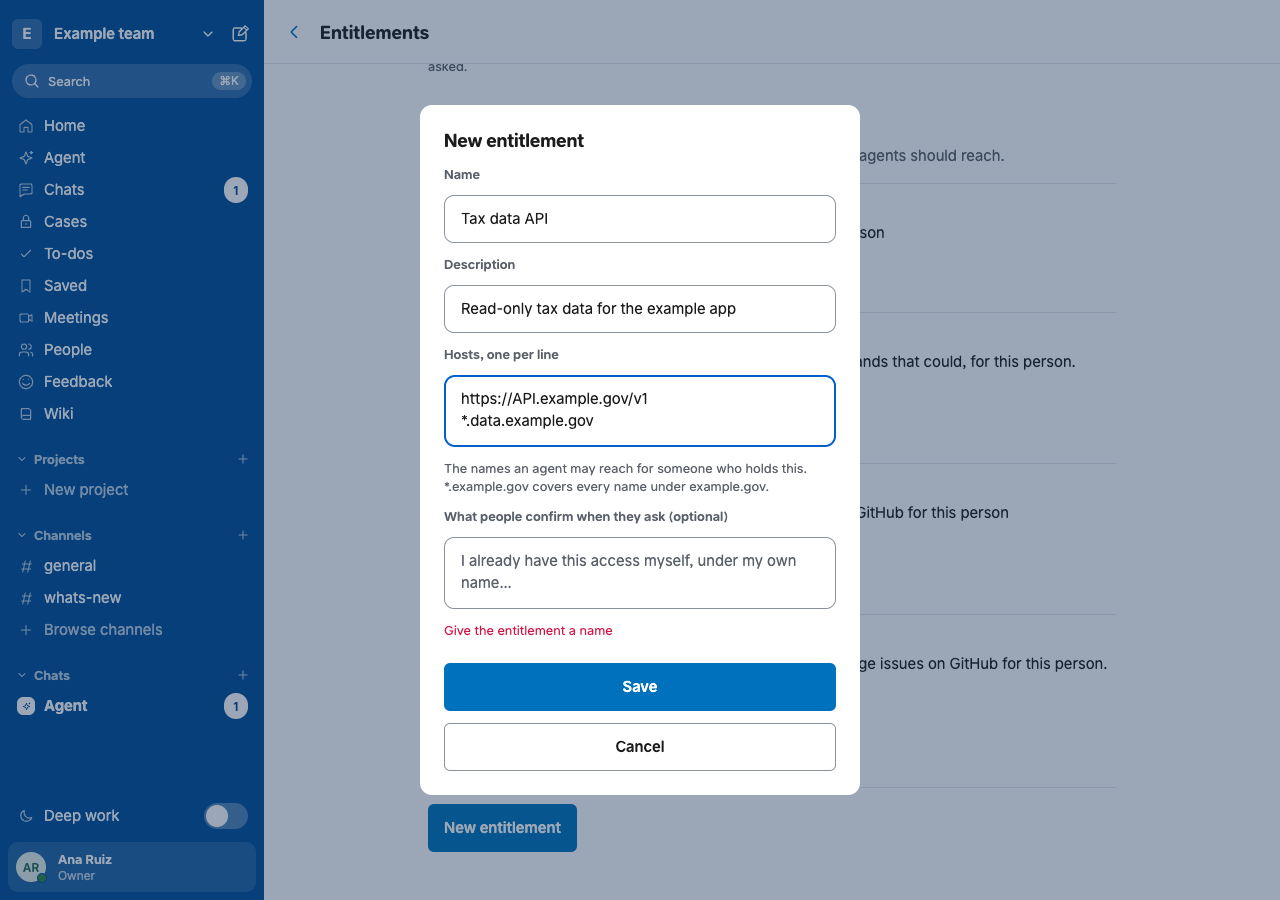 E Example team
Search ⌘K
Home
Agent
Chats 1
Cases
To-dos
Saved
Meetings
People
Feedback
Wiki
Projects
New project
Channels
# general
# whats-new
Browse channels
Chats
Agent 1
Deep work
AR Ana Ruiz
Owner
Entitlements
asked.
agents should reach.
son
ands that could, for this person.
GitHub for this person
ge issues on GitHub for this person.
New entitlement
New entitlement
Name
Tax data API
Description
Read-only tax data for the example app
Hosts, one per line
https://API.example.gov/v1
*.data.example.gov
The names an agent may reach for someone who holds this.
*.example.gov covers every name under example.gov.
What people confirm when they ask (optional)
I already have this access myself, under my own
name...
Give the entitlement a name
Save
Cancel